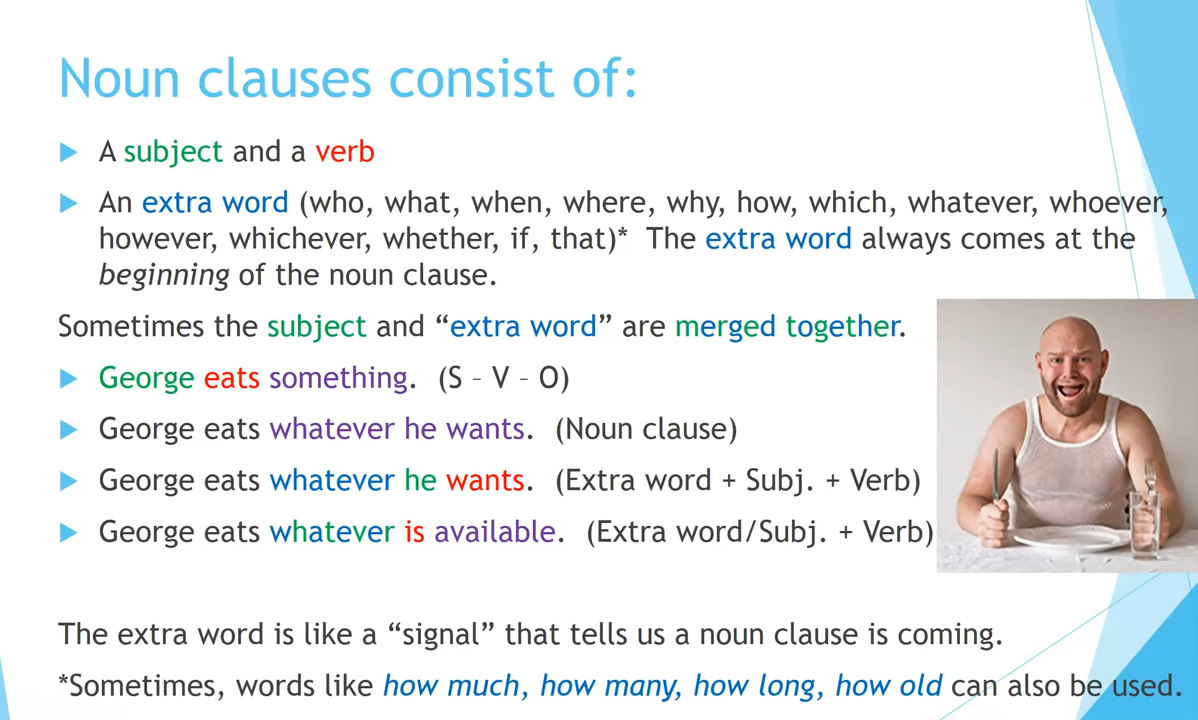 Noun clauses consist of:
A subject and a verb
An extra word (who, what, when, where, why, how, which, whatever, whoever,
however, whichever, whether, if, that)* The extra word always comes at the
beginning of the noun clause.
Sometimes the subject and “extra word” are merged together.
George eats something. (S – V – O)
George eats whatever he wants. (Noun clause)
George eats whatever he wants. (Extra word + Subj. + Verb)
George eats whatever is available. (Extra word/Subj. + Verb)
The extra word is like a “signal” that tells us a noun clause is coming.
*Sometimes, words like how much, how many, how long, how old can also be used.